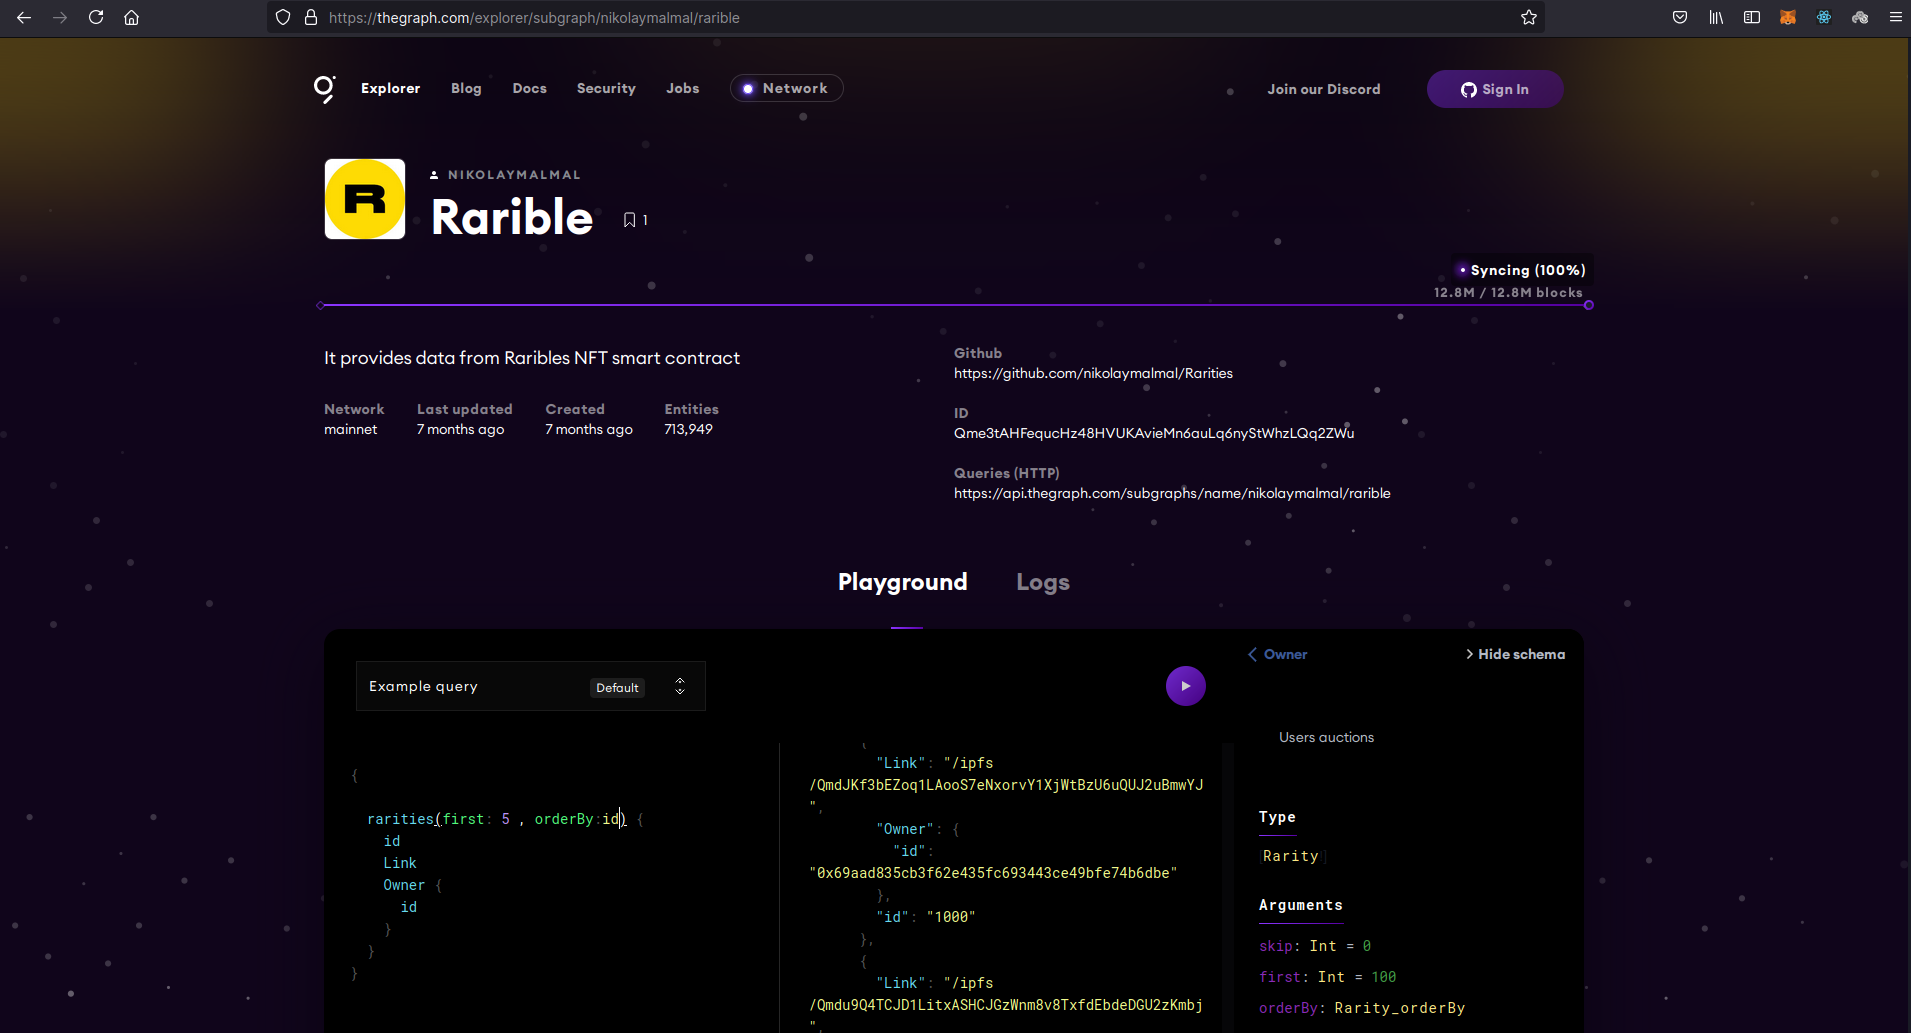 https://thegraph.com/explorer/subgraph/nikolaymalmal/rarible
Explorer Blog Docs Security Jobs Network Join our Discord Sign In
R
NIKOLAYMALMAL
Rarible 1
Syncing (100%)
12.8M / 12.8M blocks
It provides data from Raribles NFT smart contract
Network Last updated Created Entities
mainnet 7 months ago 7 months ago 713,949
Github
https://github.com/nikolaymalmal/Rarities
ID
Qme3tAHFequcHz48HVUKAvieMn6auLq6nyStWhzLQq2ZWu
Queries (HTTP)
https://api.thegraph.com/subgraphs/name/nikolaymalmal/rarible
Playground Logs
Example query Default
{
rarities(first: 5 , orderBy:id) {
id
Link
Owner {
id
}
}
}
{
"Link": "/ipfs
/QmdJKf3bEZoq1LAooS7eNxorvY1XjWtBzU6uQUJ2uBmwYJ
",
"Owner": {
"id":
"0x69aad835cb3f62e435fc693443ce49bfe74b6dbe"
},
"id": "1000"
},
{
"Link": "/ipfs
/Qmdu9Q4TCJD1LitxASHCJGzWnm8v8TxfdEbdeDGU2zKmbj
",
< Owner > Hide schema
Users auctions
Type
[Rarity]
Arguments
skip: Int = 0
first: Int = 100
orderBy: Rarity_orderBy